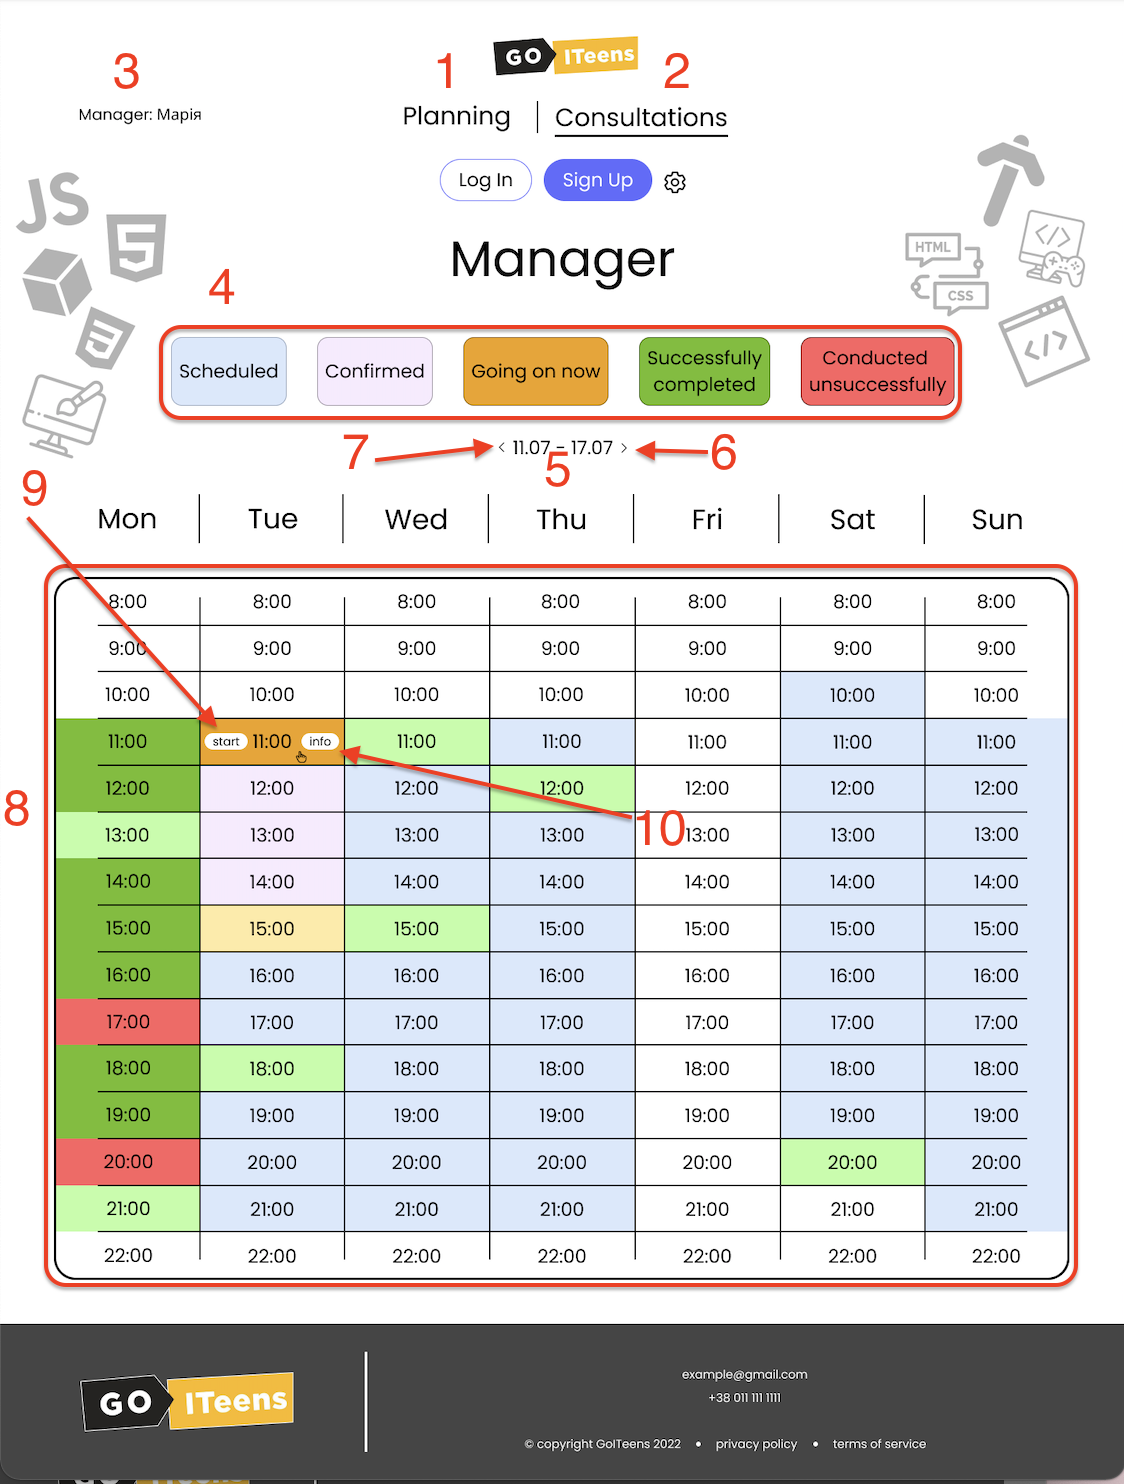 GO ITeens
3 1 2
Manager: Марія
Planning Consultations
Log In Sign Up
JS
HTML
CSS
Manager
4
Scheduled Confirmed Going on now Successfully completed Conducted unsuccessfully
7 < 11.07 - 17.07 > 6
5
9
Mon Tue Wed Thu Fri Sat Sun
8:00 8:00 8:00 8:00 8:00 8:00 8:00
9:00 9:00 9:00 9:00 9:00 9:00 9:00
10:00 10:00 10:00 10:00 10:00 10:00 10:00
11:00 start 11:00 info 11:00 11:00 11:00 11:00 11:00
8 12:00 12:00 12:00 12:00 12:00 12:00 12:00
13:00 13:00 13:00 13:00 10 13:00 13:00 13:00
14:00 14:00 14:00 14:00 14:00 14:00 14:00
15:00 15:00 15:00 15:00 15:00 15:00 15:00
16:00 16:00 16:00 16:00 16:00 16:00 16:00
17:00 17:00 17:00 17:00 17:00 17:00 17:00
18:00 18:00 18:00 18:00 18:00 18:00 18:00
19:00 19:00 19:00 19:00 19:00 19:00 19:00
20:00 20:00 20:00 20:00 20:00 20:00 20:00
21:00 21:00 21:00 21:00 21:00 21:00 21:00
22:00 22:00 22:00 22:00 22:00 22:00 22:00
GO ITeens
example@gmail.com
+38 011 111 1111
© copyright GoITeens 2022 • privacy policy • terms of service